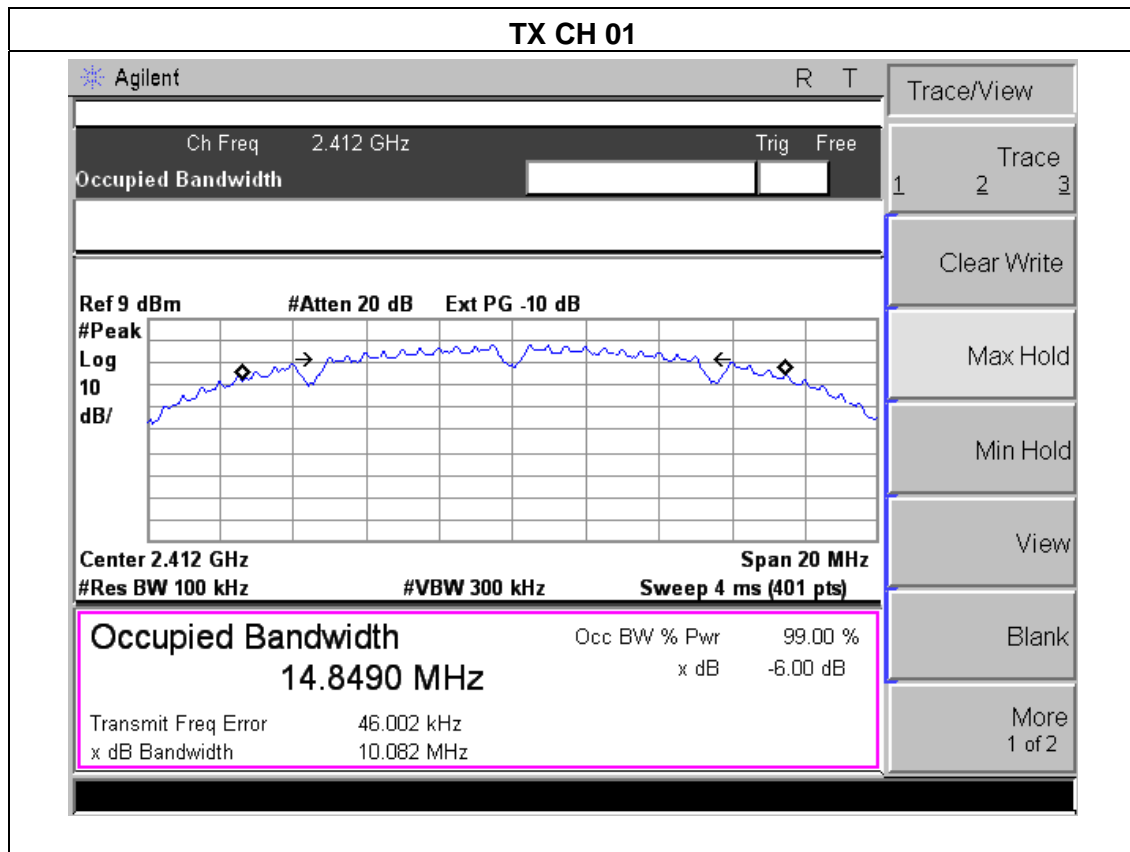 TX CH 01
Agilent R T
Ch Freq 2.412 GHz Trig Free
Occupied Bandwidth
Ref 9 dBm #Atten 20 dB Ext PG -10 dB
#Peak
Log
10
dB/
Center 2.412 GHz Span 20 MHz
#Res BW 100 kHz #VBW 300 kHz Sweep 4 ms (401 pts)
Occupied Bandwidth Occ BW % Pwr 99.00 %
14.8490 MHz x dB -6.00 dB
Transmit Freq Error 46.002 kHz
x dB Bandwidth 10.082 MHz
Trace/View
Trace
1 2 3
Clear Write
Max Hold
Min Hold
View
Blank
More
1 of 2